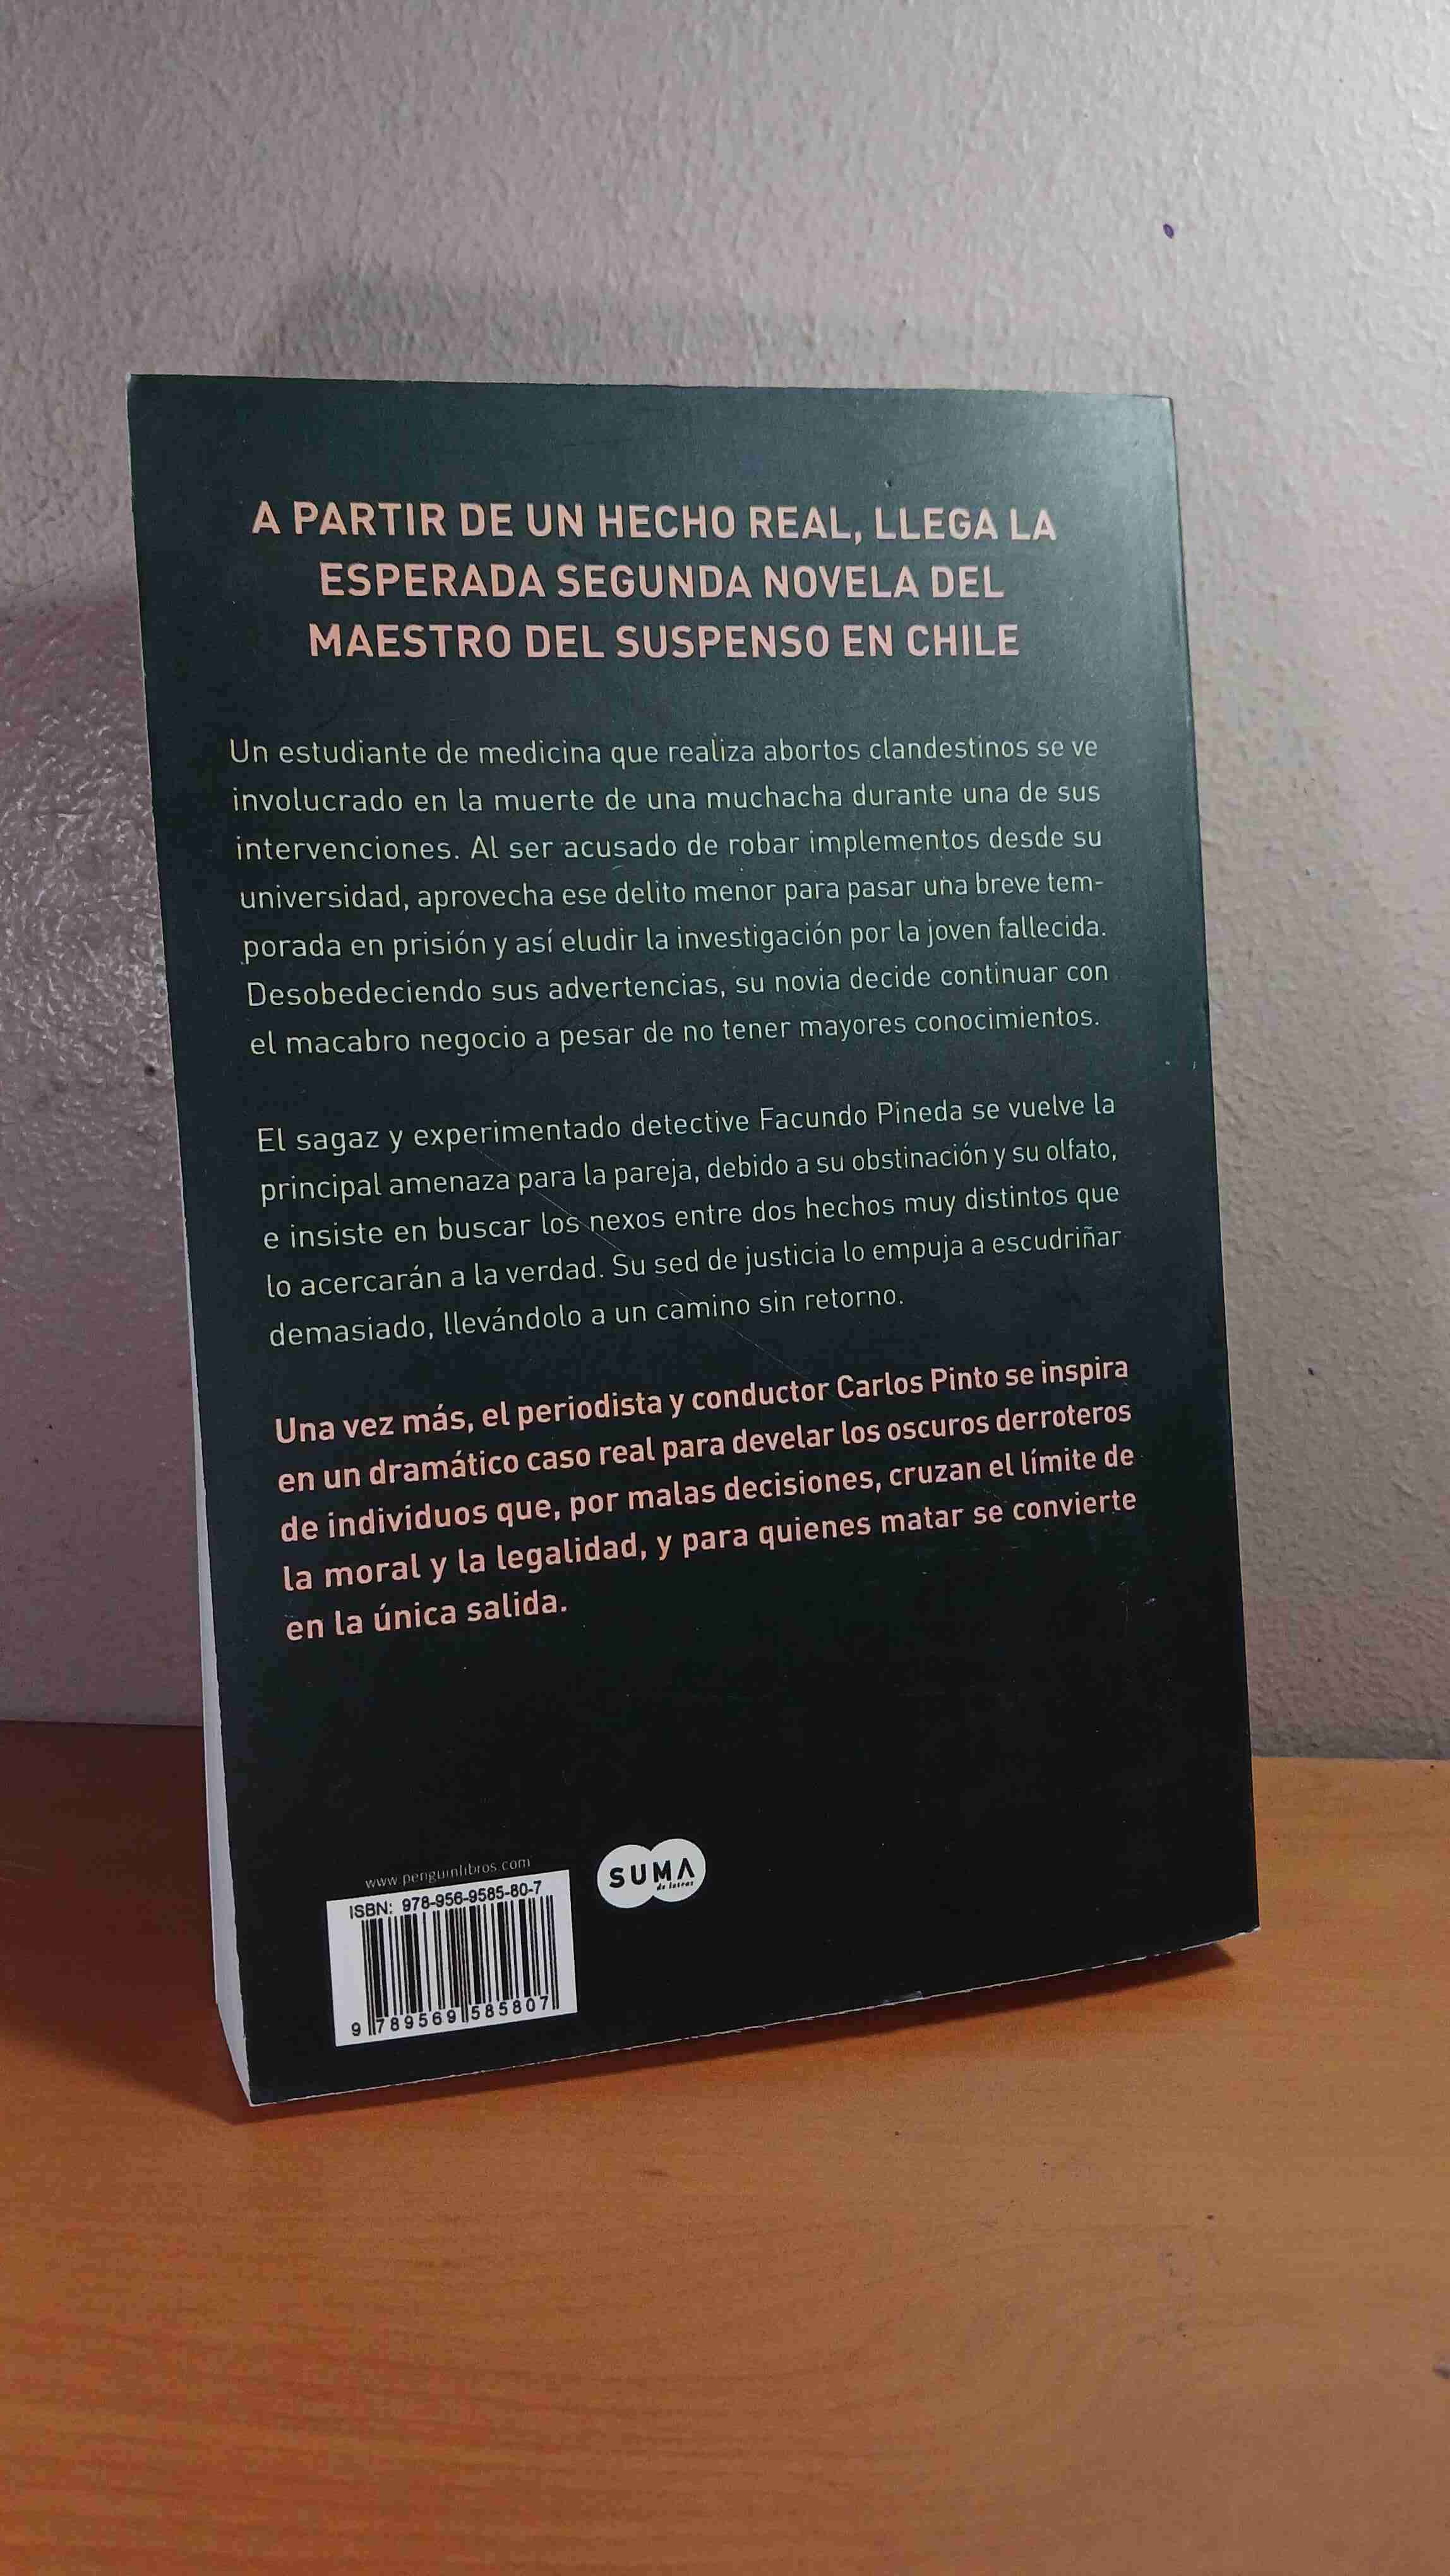 A PARTIR DE UN HECHO REAL, LLEGA LA
ESPERADA SEGUNDA NOVELA DEL
MAESTRO DEL SUSPENSO EN CHILE
Un estudiante de medicina que realiza abortos clandestinos se ve
involucrado en la muerte de una muchacha durante una de sus
intervenciones. Al ser acusado de robar implementos desde su
universidad, aprovecha ese delito menor para pasar una breve tem-
porada en prisión y así eludir la investigación por la joven fallecida.
Desobedeciendo sus advertencias, su novia decide continuar con
el macabro negocio a pesar de no tener mayores conocimientos.
El sagaz y experimentado detective Facundo Pineda se vuelve la
principal amenaza para la pareja, debido a su obstinación y su olfato,
e insiste en buscar los nexos entre dos hechos muy distintos que
lo acercarán a la verdad. Su sed de justicia lo empuja a escudriñar
demasiado, llevándolo a un camino sin retorno.
Una vez más, el periodista y conductor Carlos Pinto se inspira
en un dramático caso real para develar los oscuros derroteros
de individuos que, por malas decisiones, cruzan el límite de
la moral y la legalidad, y para quienes matar se convierte
en la única salida.
www.penguinlibros.com
ISBN: 978-956-9585-80-7
9 789569 585807
SUMA
de letras